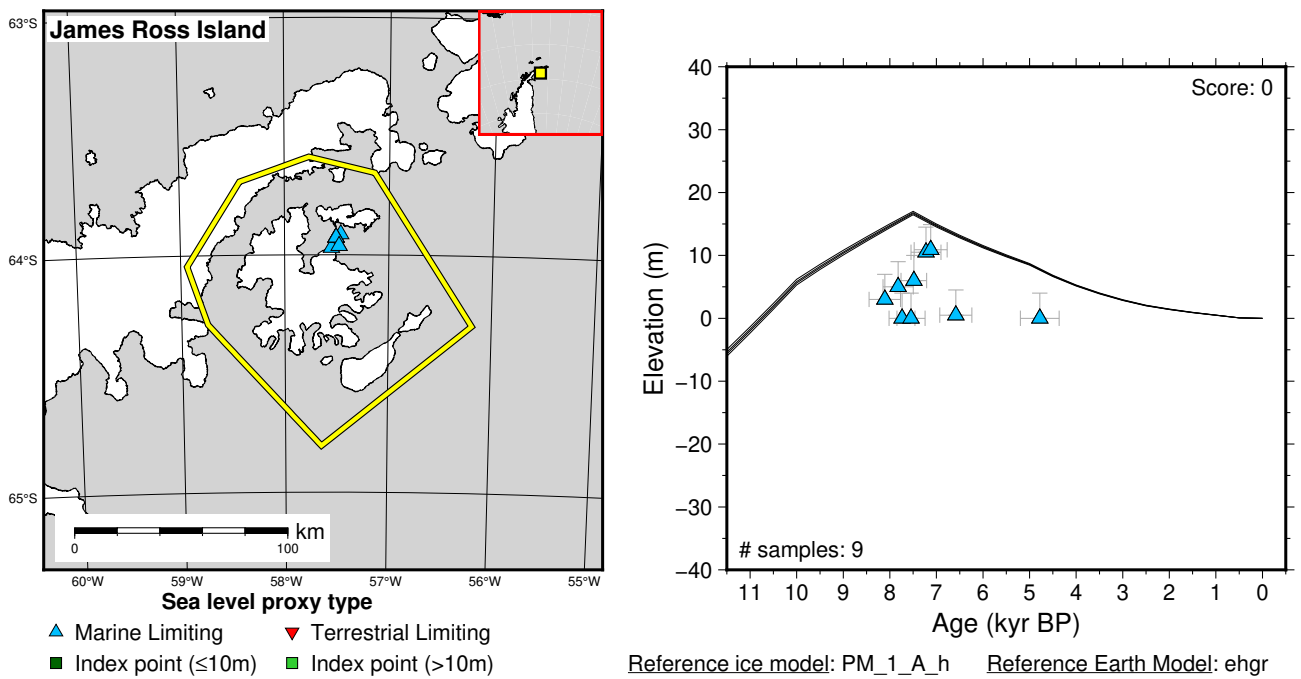 James Ross Island
63°S
64°S
65°S
60°W 59°W 58°W 57°W 56°W 55°W
km
0 100
Sea level proxy type
Marine Limiting
Terrestrial Limiting
Index point (≤10m)
Index point (>10m)
Score: 0
40
30
20
10
0
−10
−20
−30
−40
Elevation (m)
# samples: 9
11 10 9 8 7 6 5 4 3 2 1 0
Age (kyr BP)
Reference ice model: PM_1_A_h
Reference Earth Model: ehgr